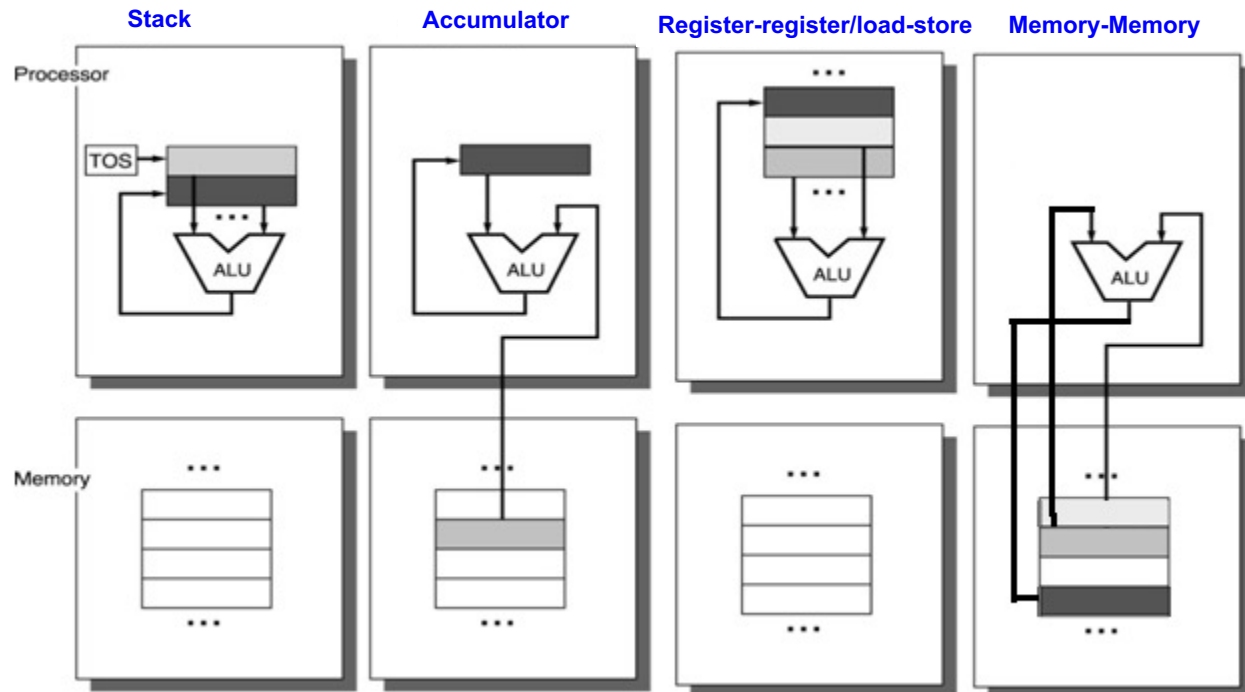 Stack
Accumulator
Register-register/load-store
Memory-Memory
Processor
...
TOS
...
...
ALU
ALU
ALU
ALU
Memory
...
...
...
...
...
...
...
...